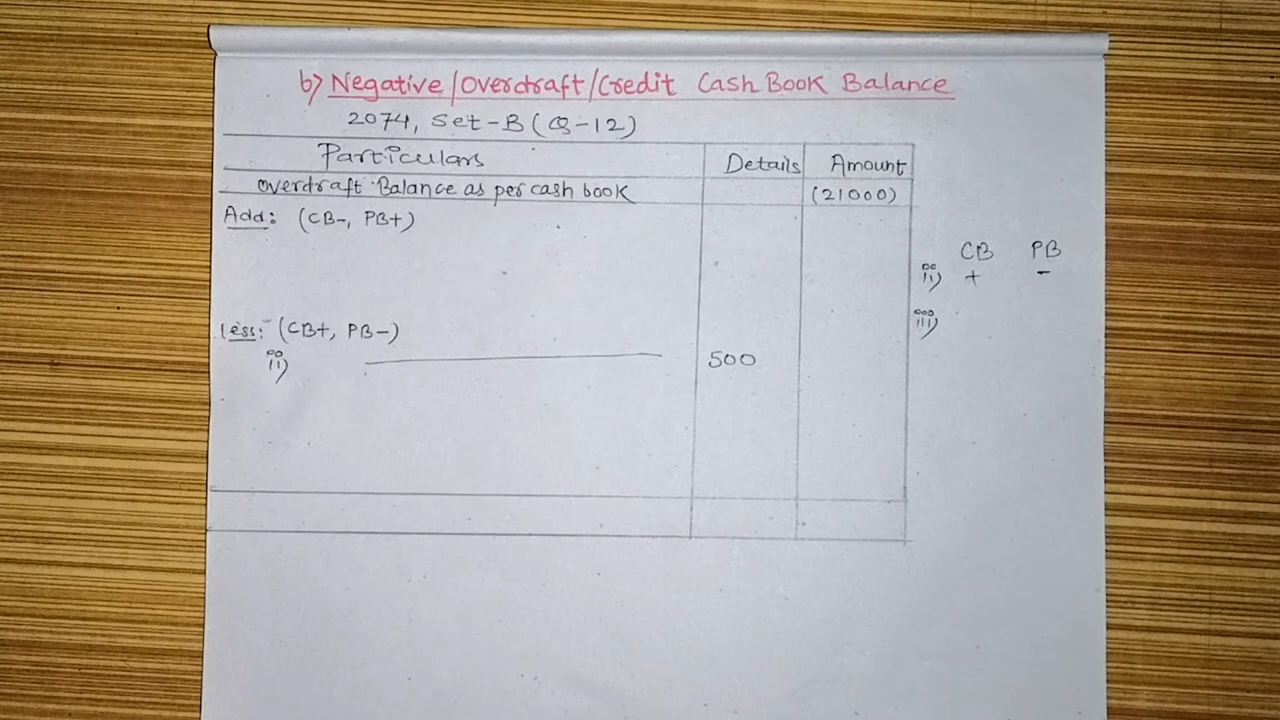 b) Negative/Overdraft/Credit Cash Book Balance
2074, Set-B (Q-12)
Particulars Details Amount
overdraft Balance as per cash book (21000)
Add: (CB-, PB+)
CB PB
ii) + -
iii)
Less: (CB+, PB-)
ii) 500